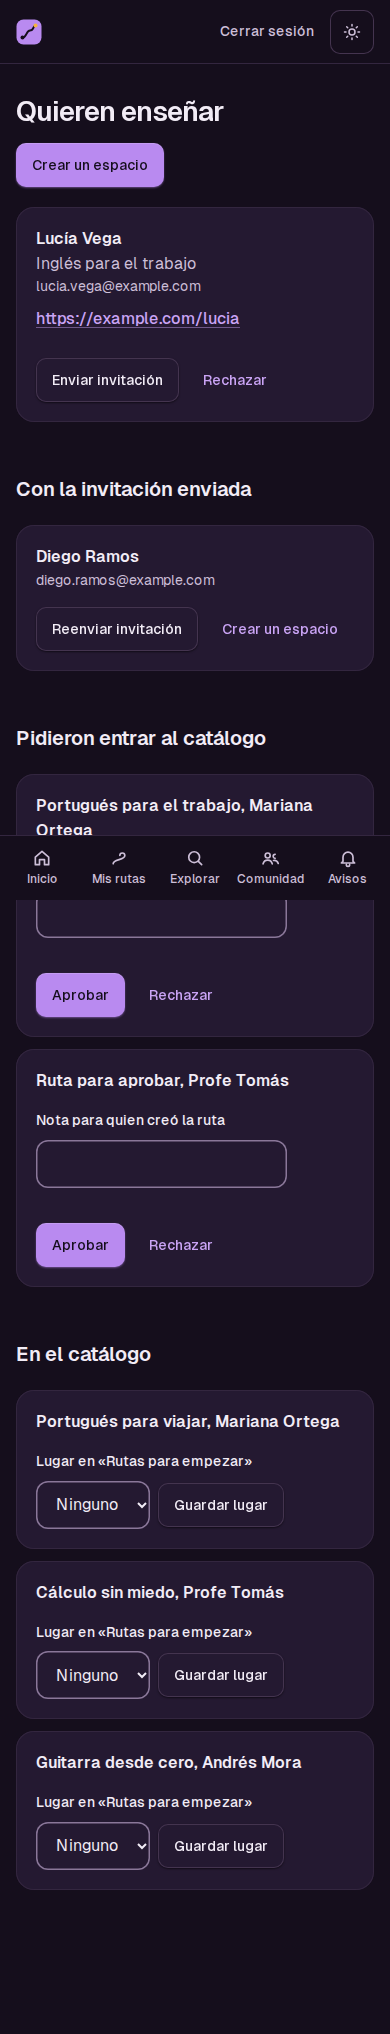 Cerrar sesión
Quieren enseñar
Crear un espacio
Lucía Vega
Inglés para el trabajo
lucia.vega@example.com
https://example.com/lucia
Enviar invitación Rechazar
Con la invitación enviada
Diego Ramos
diego.ramos@example.com
Reenviar invitación Crear un espacio
Pidieron entrar al catálogo
Portugués para el trabajo, Mariana
Ortega
Inicio Mis rutas Explorar Comunidad Avisos
Aprobar Rechazar
Ruta para aprobar, Profe Tomás
Nota para quien creó la ruta
Aprobar Rechazar
En el catálogo
Portugués para viajar, Mariana Ortega
Lugar en «Rutas para empezar»
Ninguno Guardar lugar
Cálculo sin miedo, Profe Tomás
Lugar en «Rutas para empezar»
Ninguno Guardar lugar
Guitarra desde cero, Andrés Mora
Lugar en «Rutas para empezar»
Ninguno Guardar lugar